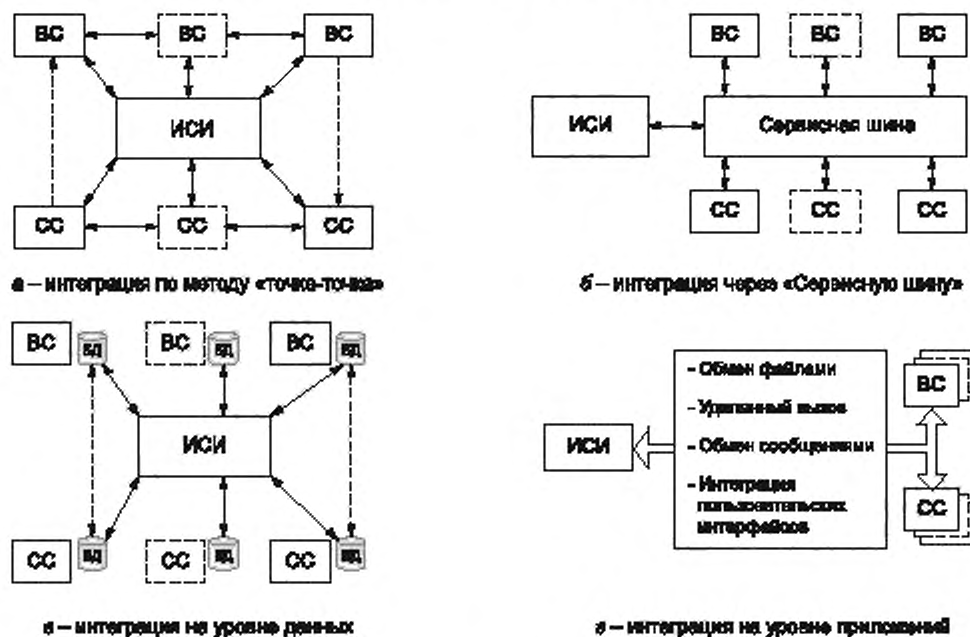 ВС ВС ВС
ИСИ
СС СС СС
а – интеграция по методу «точка-точка»
ВС ВС ВС
ИСИ Сервисная шина
СС СС СС
б – интеграция через «Сервисную шину»
ВС БД ВС БД ВС БД
ИСИ
СС БД СС БД СС БД
в – интеграция на уровне данных
- Обмен файлами
- Удаленный вызов
- Обмен сообщениями
- Интеграция
пользовательских
интерфейсов
ИСИ
ВС
СС
г – интеграция на уровне приложений